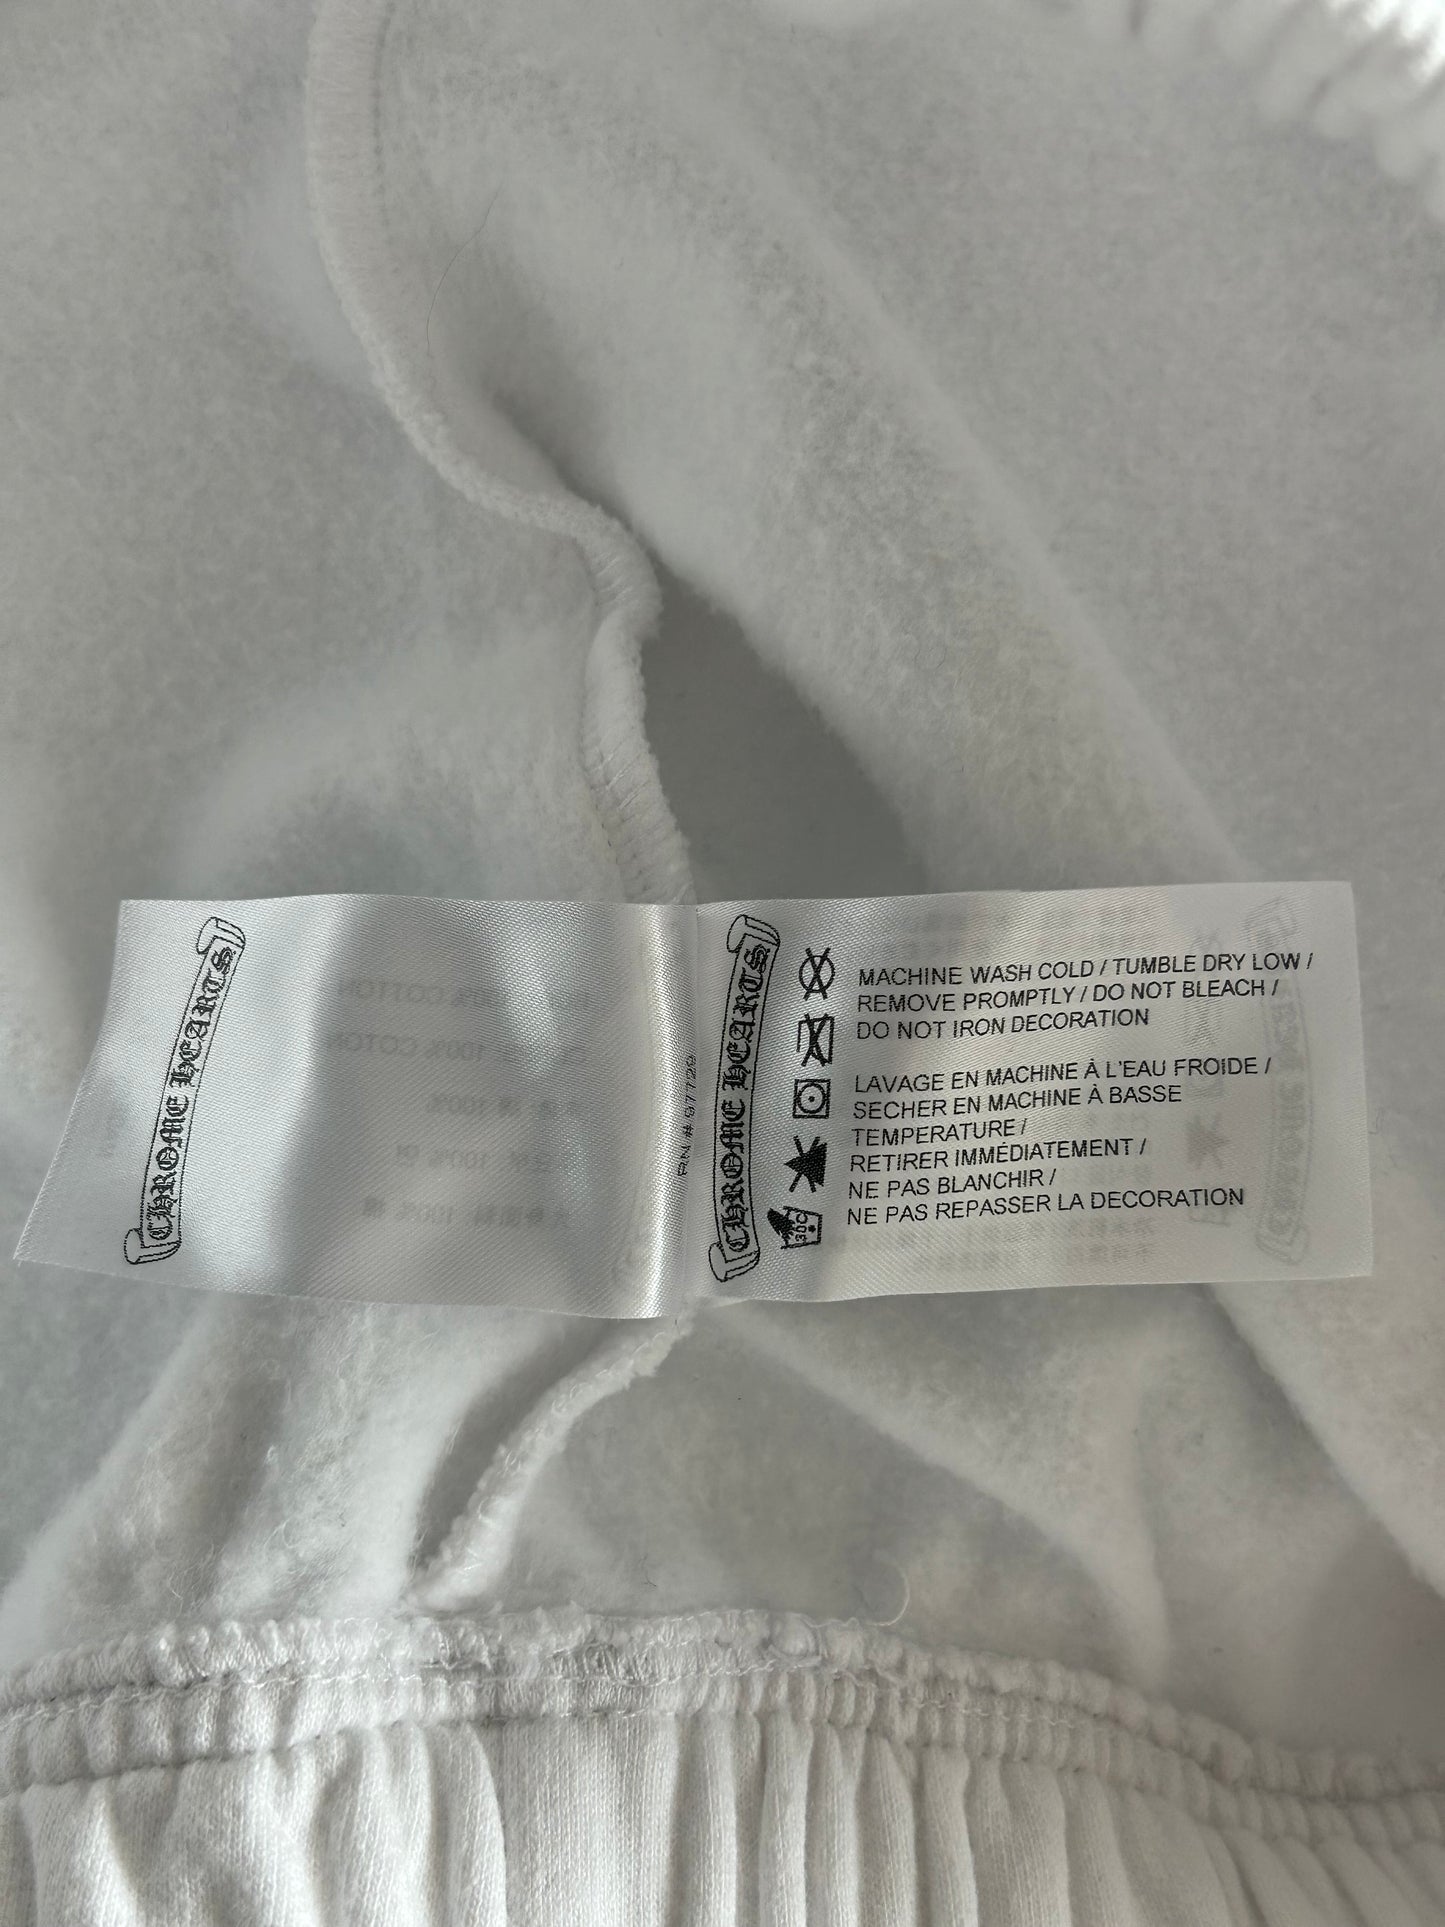 CHROME HEARTS
RN # 97729
CHROME HEARTS
MACHINE WASH COLD / TUMBLE DRY LOW /
REMOVE PROMPTLY / DO NOT BLEACH /
DO NOT IRON DECORATION
LAVAGE EN MACHINE À L'EAU FROIDE /
SECHER EN MACHINE À BASSE
TEMPERATURE /
RETIRER IMMÉDIATEMENT /
NE PAS BLANCHIR /
NE PAS REPASSER LA DECORATION
30C